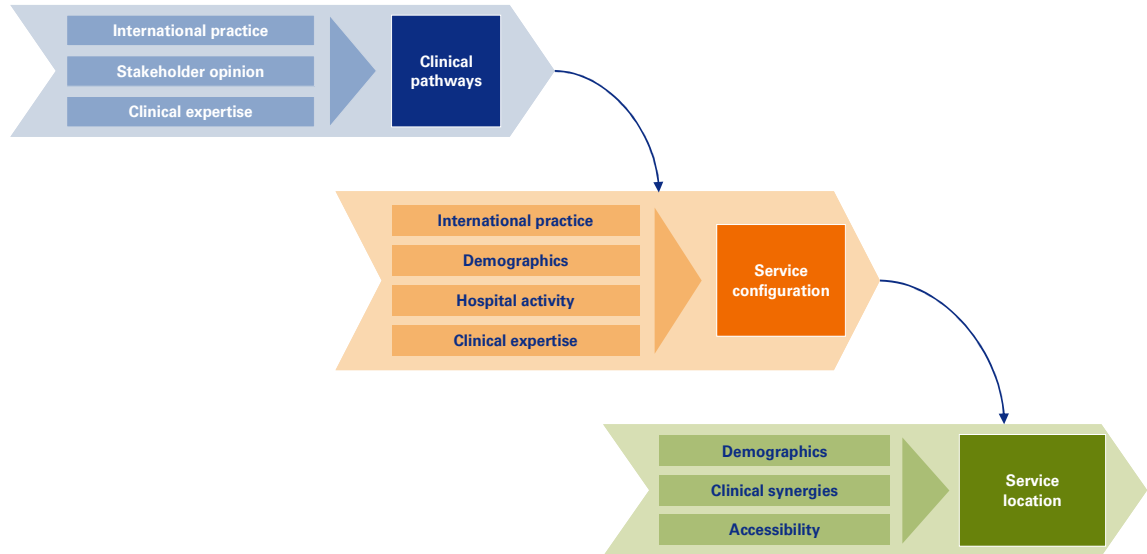 International practice
Stakeholder opinion
Clinical expertise
Clinical
pathways
International practice
Demographics
Hospital activity
Clinical expertise
Service
configuration
Demographics
Clinical synergies
Accessibility
Service
location